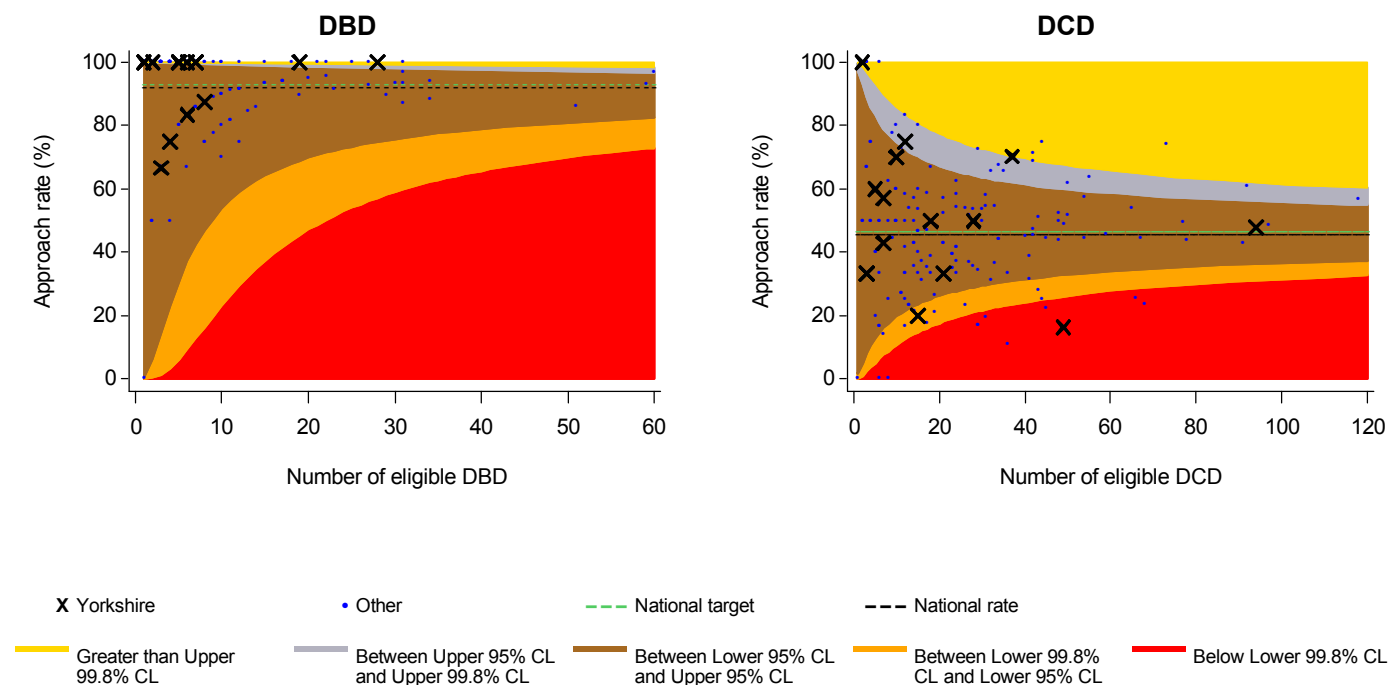 DBD
100
80
60
40
20
0
Approach rate (%)
0 10 20 30 40 50 60
Number of eligible DBD
DCD
100
80
60
40
20
0
Approach rate (%)
0 20 40 60 80 100 120
Number of eligible DCD
X Yorkshire
Other
National target
National rate
Greater than Upper
99.8% CL
Between Upper 95% CL
and Upper 99.8% CL
Between Lower 95% CL
and Upper 95% CL
Between Lower 99.8%
CL and Lower 95% CL
Below Lower 99.8% CL